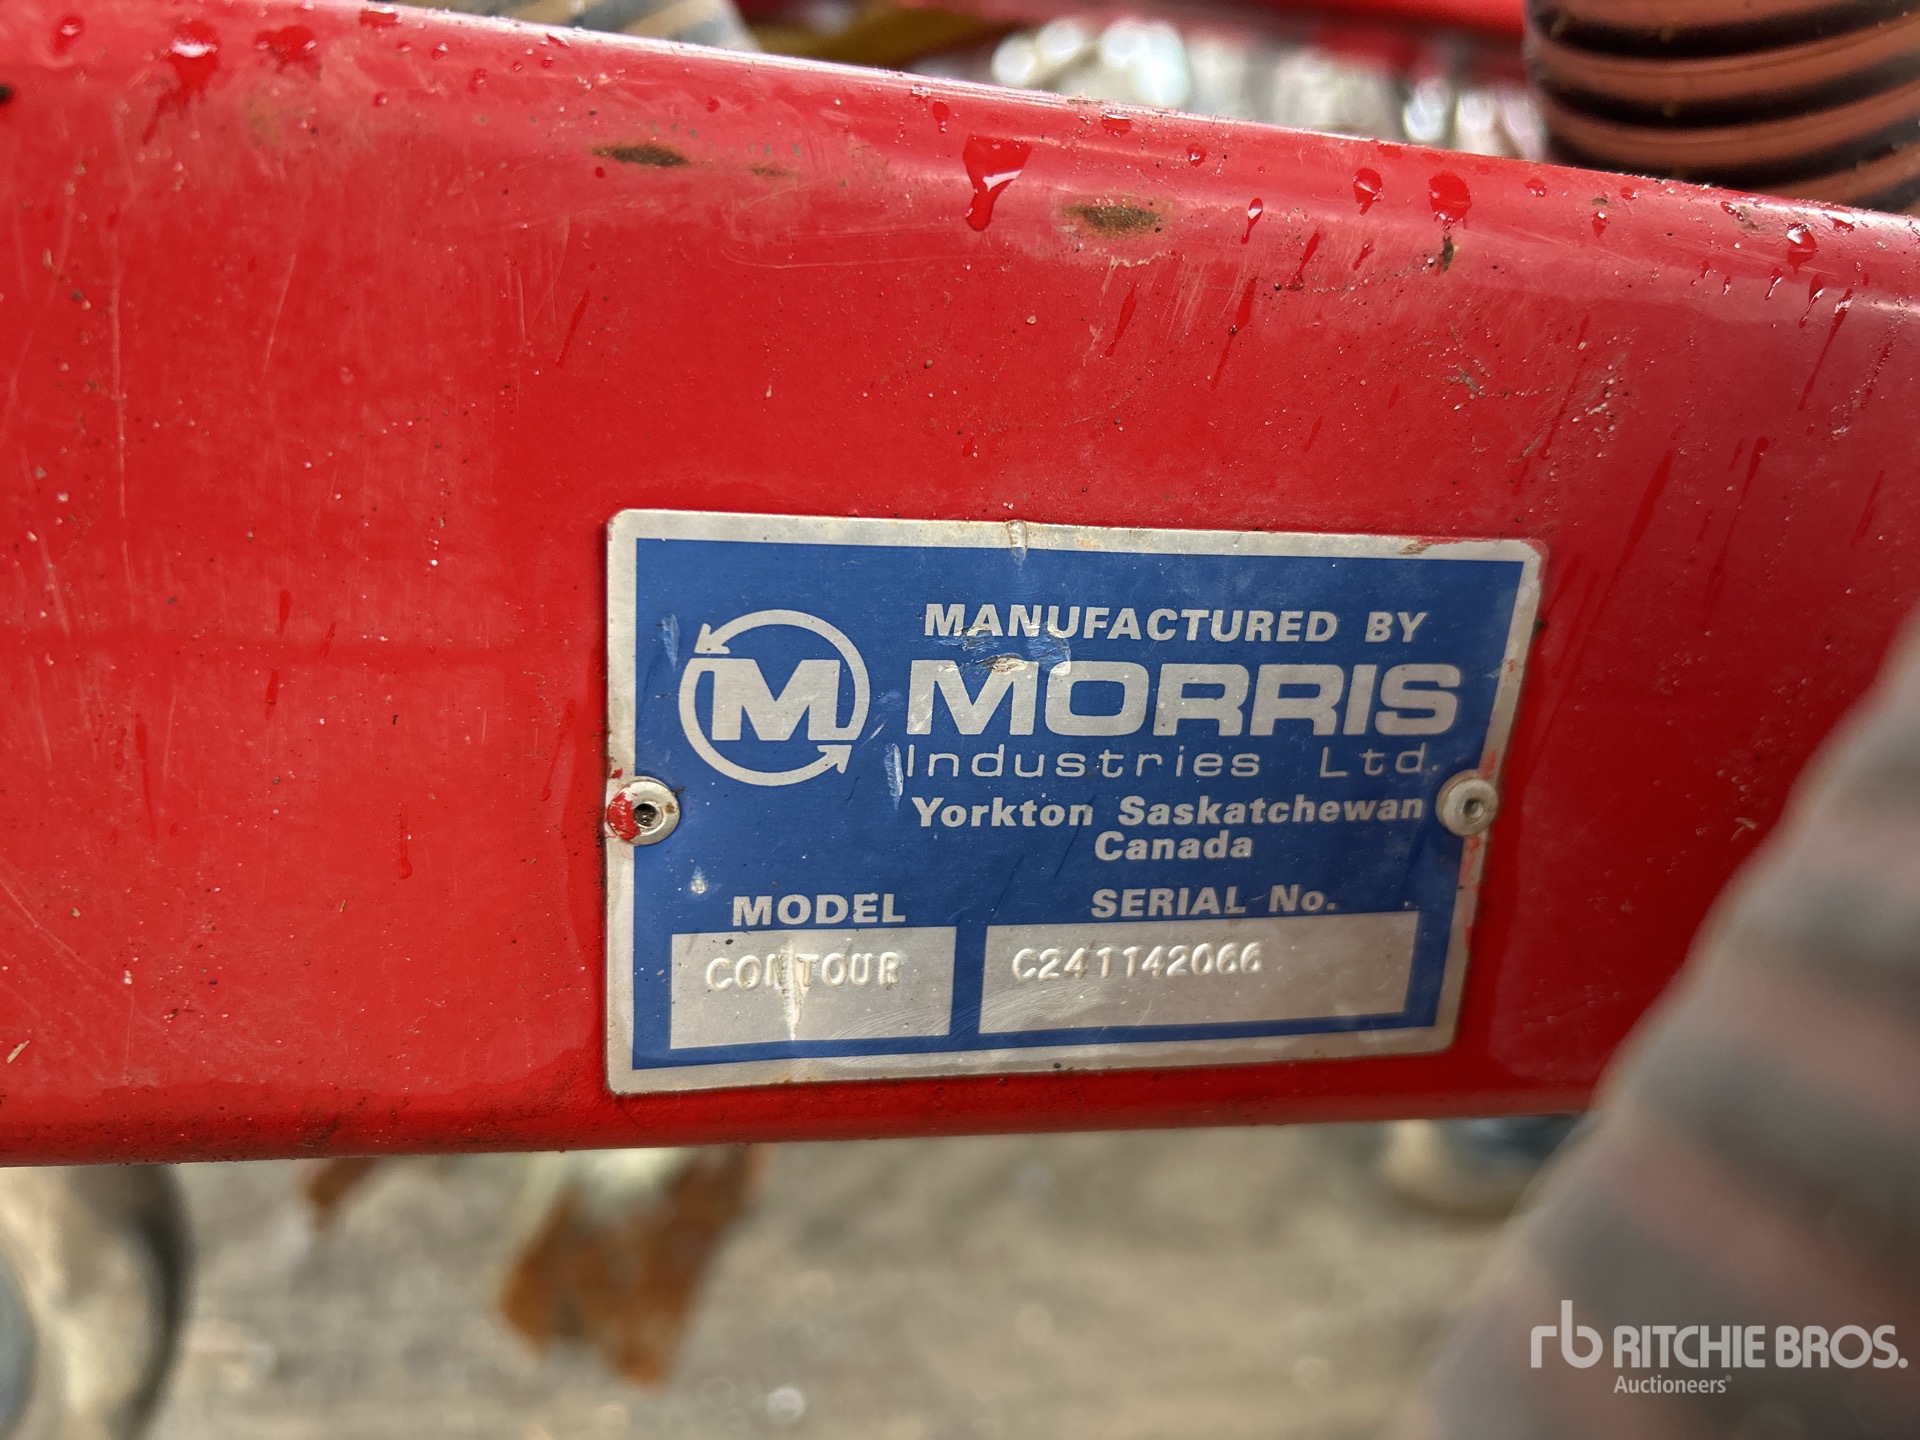 MANUFACTURED BY
M MORRIS
Industries Ltd.
Yorkton Saskatchewan
Canada
MODEL SERIAL No.
CONTOUR C241142066
rb RITCHIE BROS.
Auctioneers®